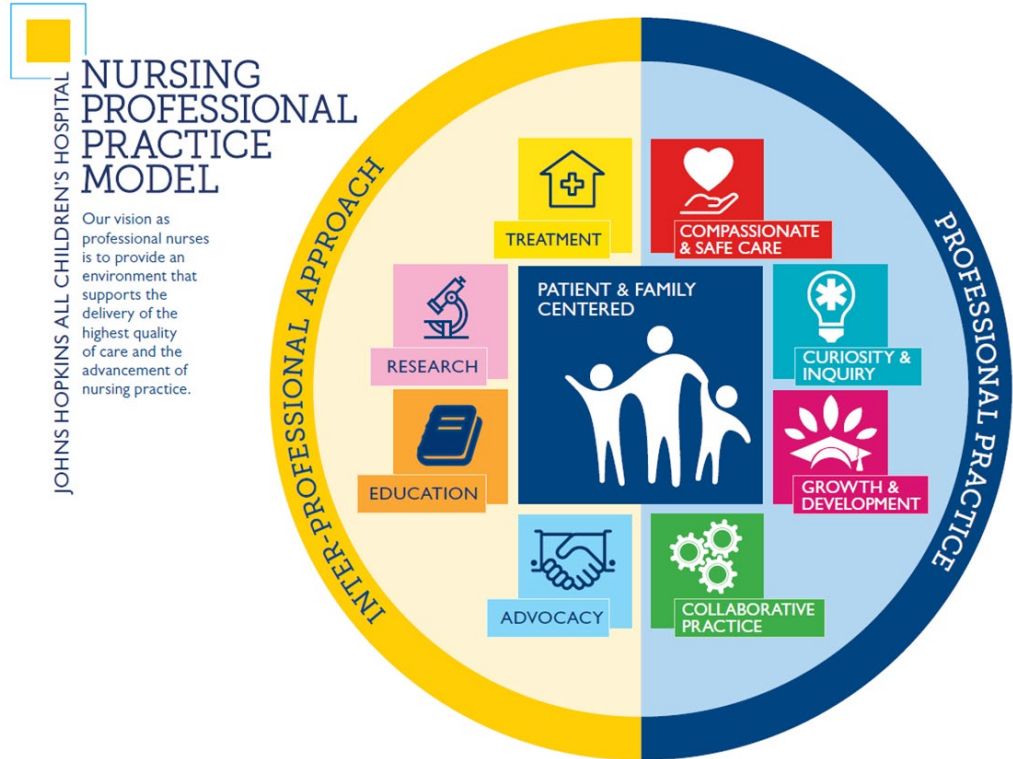 JOHNS HOPKINS ALL CHILDREN'S HOSPITAL
NURSING
PROFESSIONAL
PRACTICE
MODEL
Our vision as
professional nurses
is to provide an
environment that
supports the
delivery of the
highest quality
of care and the
advancement of
nursing practice.
INTER-PROFESSIONAL APPROACH
PROFESSIONAL PRACTICE
TREATMENT
COMPASSIONATE
& SAFE CARE
RESEARCH
PATIENT & FAMILY
CENTERED
CURIOSITY &
INQUIRY
EDUCATION
GROWTH &
DEVELOPMENT
ADVOCACY
COLLABORATIVE
PRACTICE